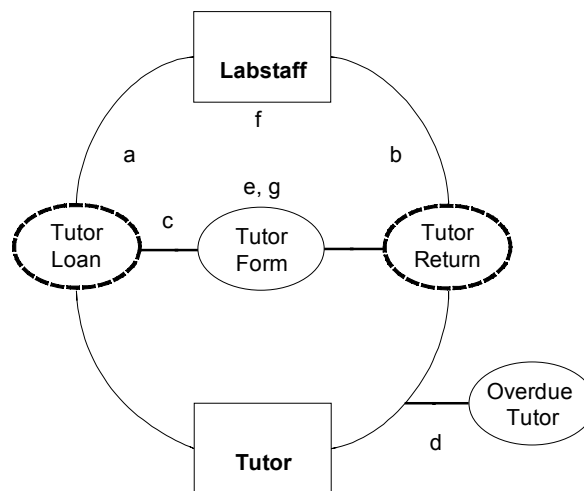 Labstaff
f
a
b
e, g
c
Tutor
Loan
Tutor
Form
Tutor
Return
Overdue
Tutor
d
Tutor